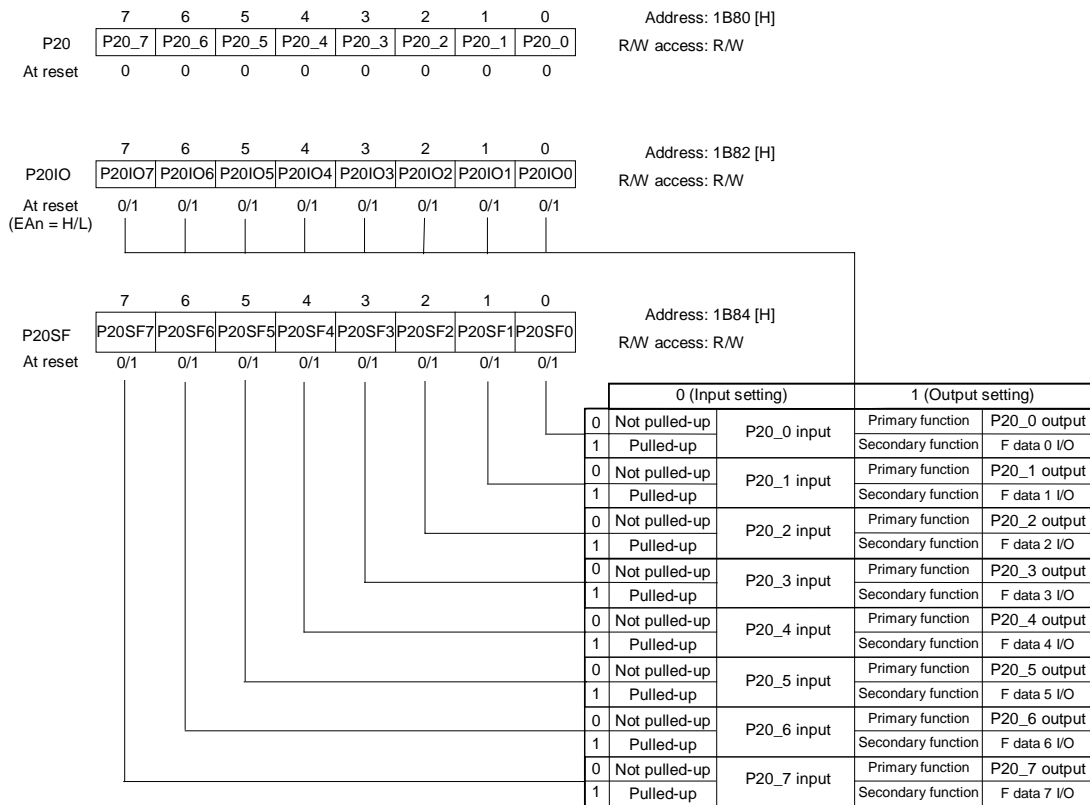 7 6 5 4 3 2 1 0 Address: 1B80 [H]
P20 P20_7 P20_6 P20_5 P20_4 P20_3 P20_2 P20_1 P20_0 R/W access: R/W
At reset 0 0 0 0 0 0 0 0
7 6 5 4 3 2 1 0 Address: 1B82 [H]
P20IO P20IO7 P20IO6 P20IO5 P20IO4 P20IO3 P20IO2 P20IO1 P20IO0 R/W access: R/W
At reset 0/1 0/1 0/1 0/1 0/1 0/1 0/1 0/1
(EAn = H/L)
7 6 5 4 3 2 1 0 Address: 1B84 [H]
P20SF P20SF7 P20SF6 P20SF5 P20SF4 P20SF3 P20SF2 P20SF1 P20SF0 R/W access: R/W
At reset 0/1 0/1 0/1 0/1 0/1 0/1 0/1 0/1
0 (Input setting) 1 (Output setting)
0 Not pulled-up P20_0 input Primary function P20_0 output
1 Pulled-up Secondary function F data 0 I/O
0 Not pulled-up P20_1 input Primary function P20_1 output
1 Pulled-up Secondary function F data 1 I/O
0 Not pulled-up P20_2 input Primary function P20_2 output
1 Pulled-up Secondary function F data 2 I/O
0 Not pulled-up P20_3 input Primary function P20_3 output
1 Pulled-up Secondary function F data 3 I/O
0 Not pulled-up P20_4 input Primary function P20_4 output
1 Pulled-up Secondary function F data 4 I/O
0 Not pulled-up P20_5 input Primary function P20_5 output
1 Pulled-up Secondary function F data 5 I/O
0 Not pulled-up P20_6 input Primary function P20_6 output
1 Pulled-up Secondary function F data 6 I/O
0 Not pulled-up P20_7 input Primary function P20_7 output
1 Pulled-up Secondary function F data 7 I/O